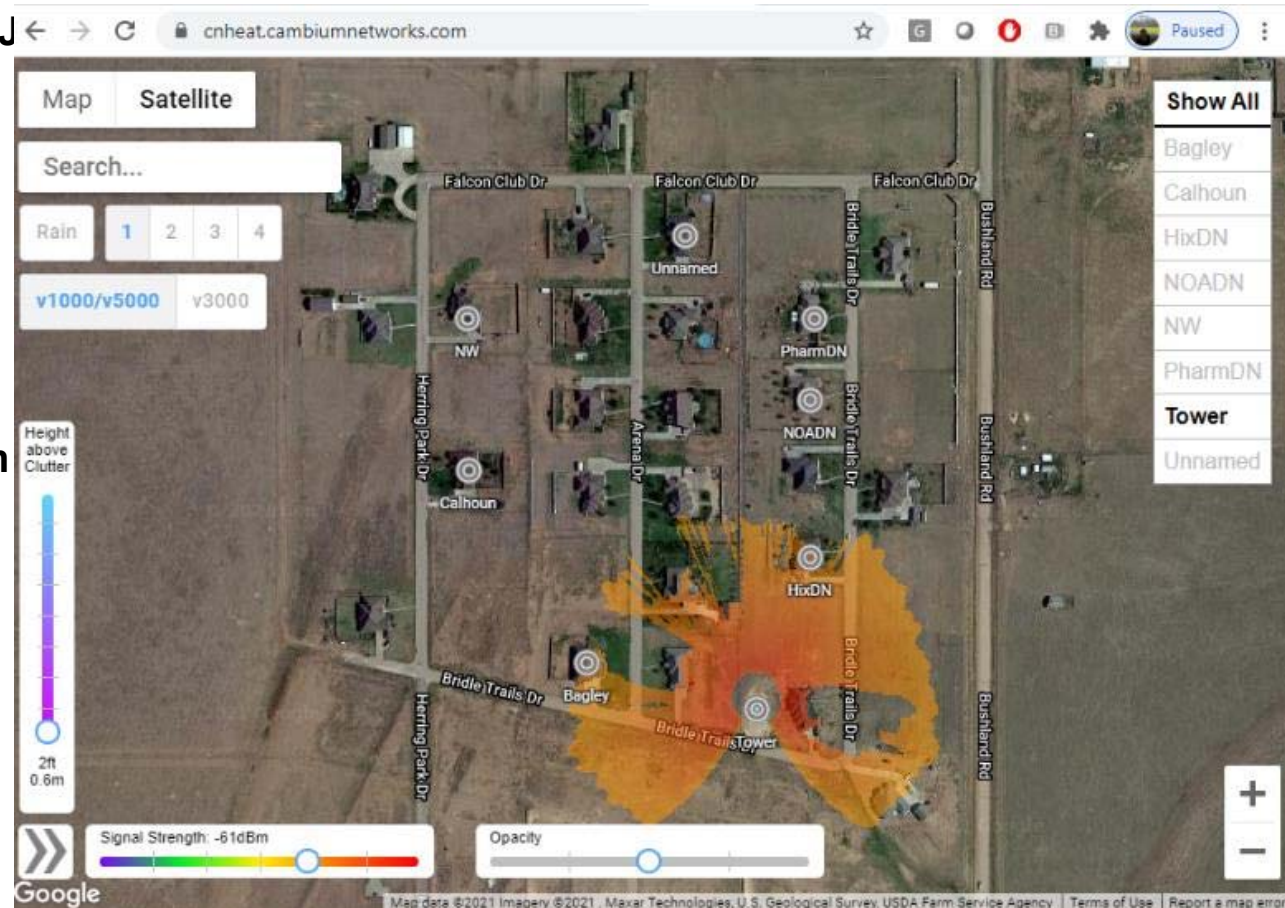 J
cnheat.cambiumnetworks.com
Paused
Map Satellite
Show All
Search...
Bagley
Falcon Club Dr Falcon Club Dr Falcon Club Dr
Calhoun
Rain 1 2 3 4
Bridle Trails Dr
Bushland Rd
HixDN
Unnamed
NOADN
v1000/v5000 v3000
NW
NW
PharmDN
PharmDN
Herring Park Dr
Bridle Trails Dr
Tower
Height
above
Clutter
NOADN
Arena Dr
Bushland Rd
Unnamed
n
Calhoun
HixDN
Bridle Trails Dr
Bridle Trails Dr
Bagley
Herring Park Dr
Bridle Trails Dr
Tower
Bushland Rd
2ft
0.6m
+
Signal Strength: -61dBm
Opacity
−
Google
Map data ©2021 Imagery ©2021 , Maxar Technologies, U.S. Geological Survey, USDA Farm Service Agency Terms of Use Report a map error